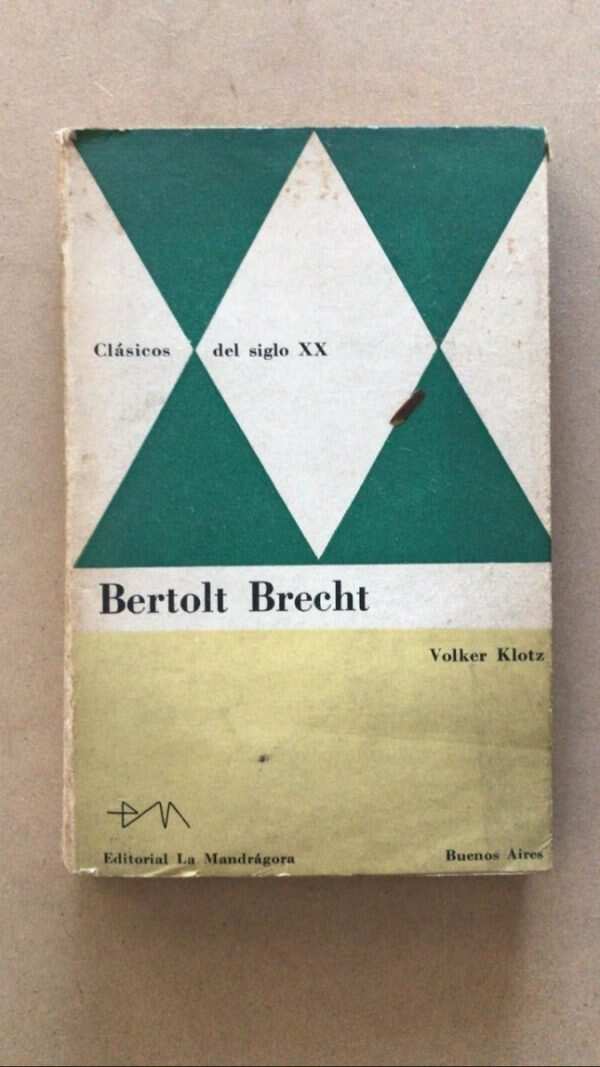 Clásicos del siglo XX
Bertolt Brecht
Volker Klotz
Editorial La Mandrágora Buenos Aires